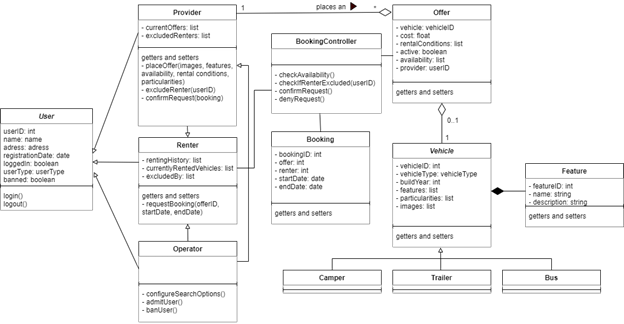 Provider
- currentOffers: list
- excludedRenters: list
getters and setters
- placeOffer(images, features,
availability, rental conditions,
particularities)
- excludeRenter(userID)
- confirmRequest(booking)
1
places an
*
Offer
- vehicle: vehicleID
- cost: float
- rentalConditions: list
- active: boolean
- availability: list
- provider: userID
getters and setters
BookingController
- checkAvailability()
- checkIfRenterExcluded(userID)
- confirmRequest()
- denyRequest()
User
userID: int
name: name
adress: adress
registrationDate: date
loggedIn: boolean
userType: userType
banned: boolean
login()
logout()
Renter
- rentingHistory: list
- currentlyRentedVehicles: list
- excludedBy: list
getters and setters
- requestBooking(offerID,
startDate, endDate)
Booking
- bookingID: int
- offer: int
- renter: int
- startDate: date
- endDate: date
getters and setters
0..1
1
Vehicle
- vehicleID: int
- vehicleType: vehicleType
- buildYear: int
- features: list
- particularities: list
- images: list
getters and setters
Feature
- featureID: int
- name: string
- description: string
getters and setters
Operator
- configureSearchOptions()
- admitUser()
- banUser()
Camper
Trailer
Bus